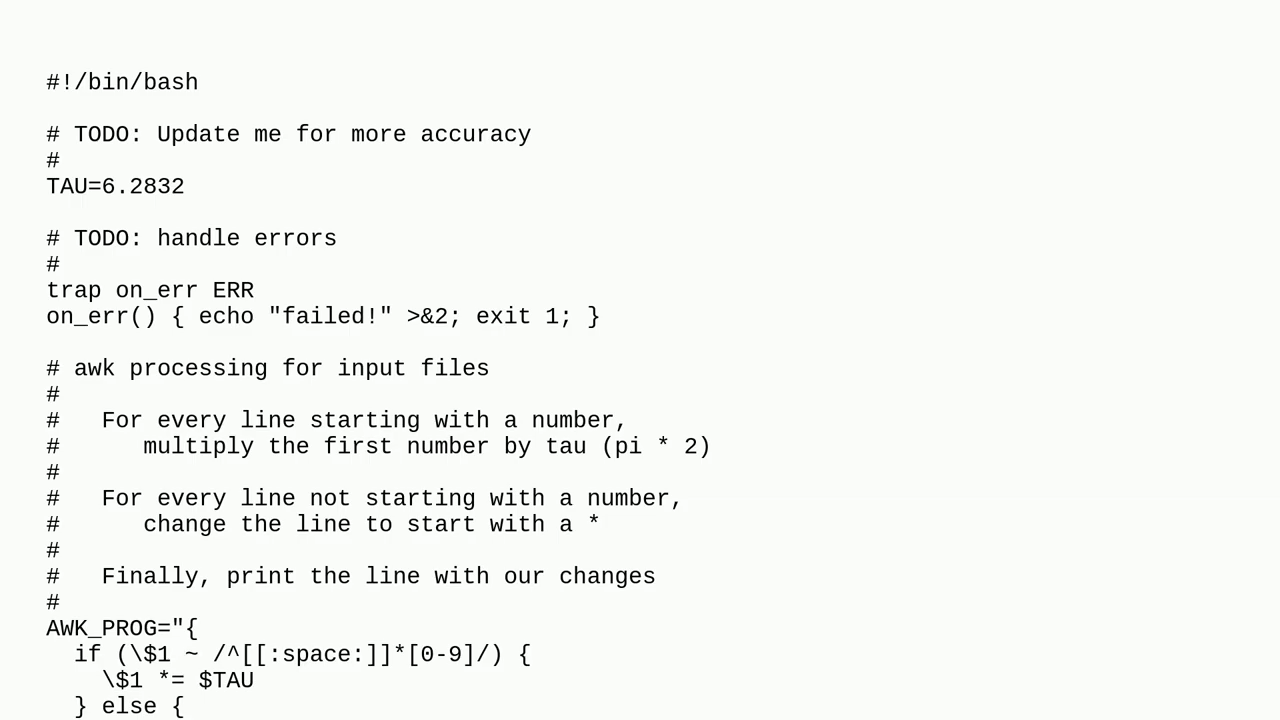 #!/bin/bash

# TODO: Update me for more accuracy
#
TAU=6.2832

# TODO: handle errors
#
trap on_err ERR
on_err() { echo "failed!" >&2; exit 1; }

# awk processing for input files
#
#   For every line starting with a number,
#      multiply the first number by tau (pi * 2)
#
#   For every line not starting with a number,
#      change the line to start with a *
#
#   Finally, print the line with our changes
#
AWK_PROG="{
  if (\$1 ~ /^[[:space:]]*[0-9]/) {
    \$1 *= $TAU
  } else {